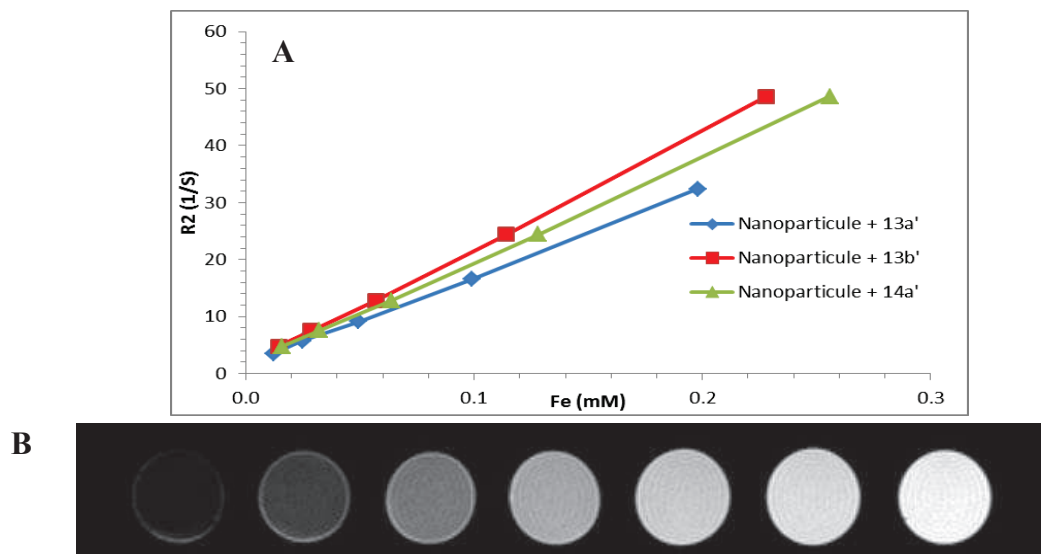 A
60
50
40
30
20
10
0
R2 (1/S)
0.0
0.1
0.2
0.3
Fe (mM)
Nanoparticule + 13a'
Nanoparticule + 13b'
Nanoparticule + 14a'
B